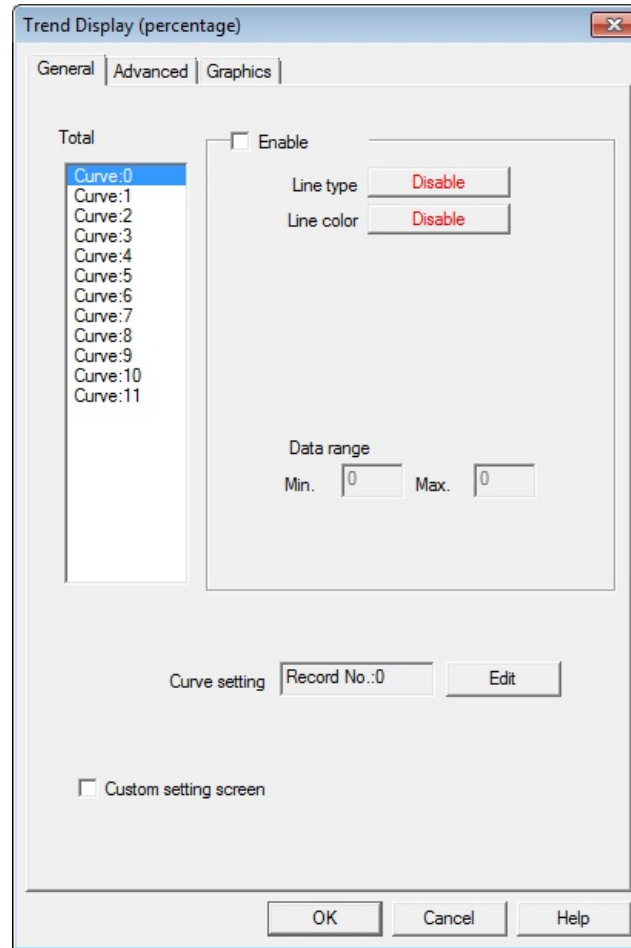 Trend Display (percentage)
General Advanced Graphics
Total
Enable
Curve:0
Curve:1
Curve:2
Curve:3
Curve:4
Curve:5
Curve:6
Curve:7
Curve:8
Curve:9
Curve:10
Curve:11
Line type Disable
Line color Disable
Data range
Min. 0 Max. 0
Curve setting Record No.:0 Edit
Custom setting screen
OK Cancel Help